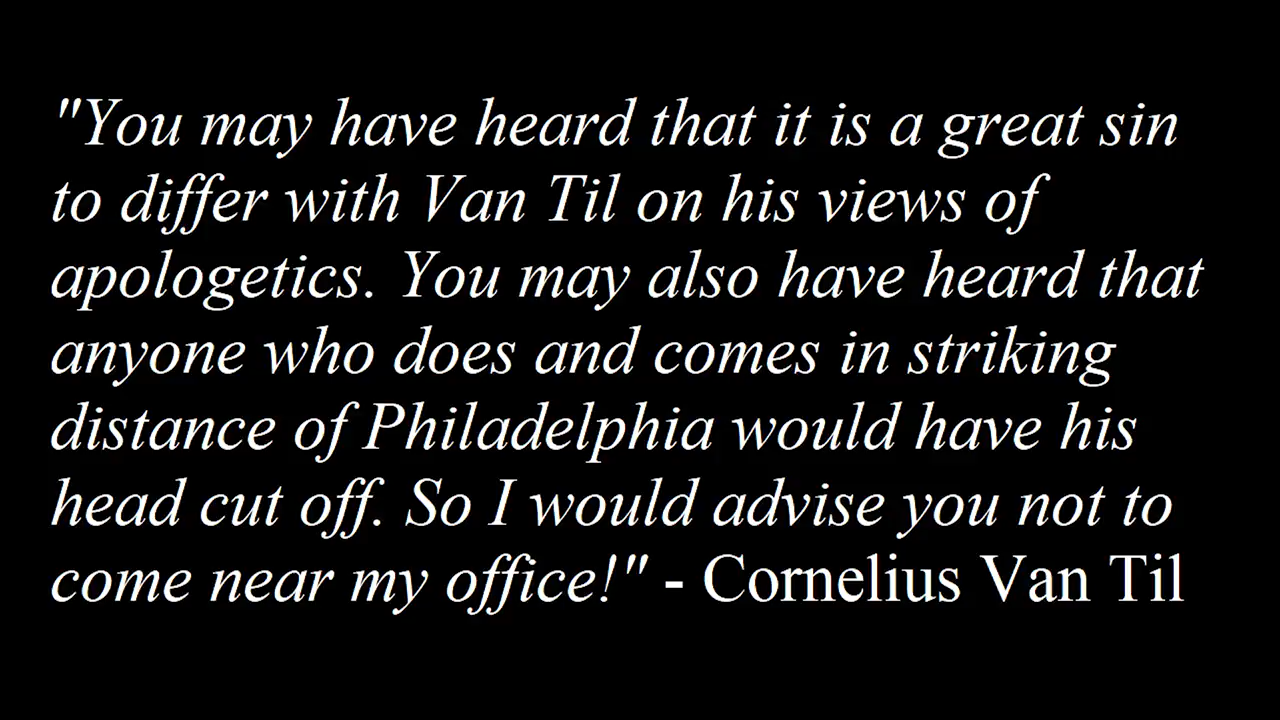 "You may have heard that it is a great sin
to differ with Van Til on his views of
apologetics. You may also have heard that
anyone who does and comes in striking
distance of Philadelphia would have his
head cut off. So I would advise you not to
come near my office!" - Cornelius Van Til